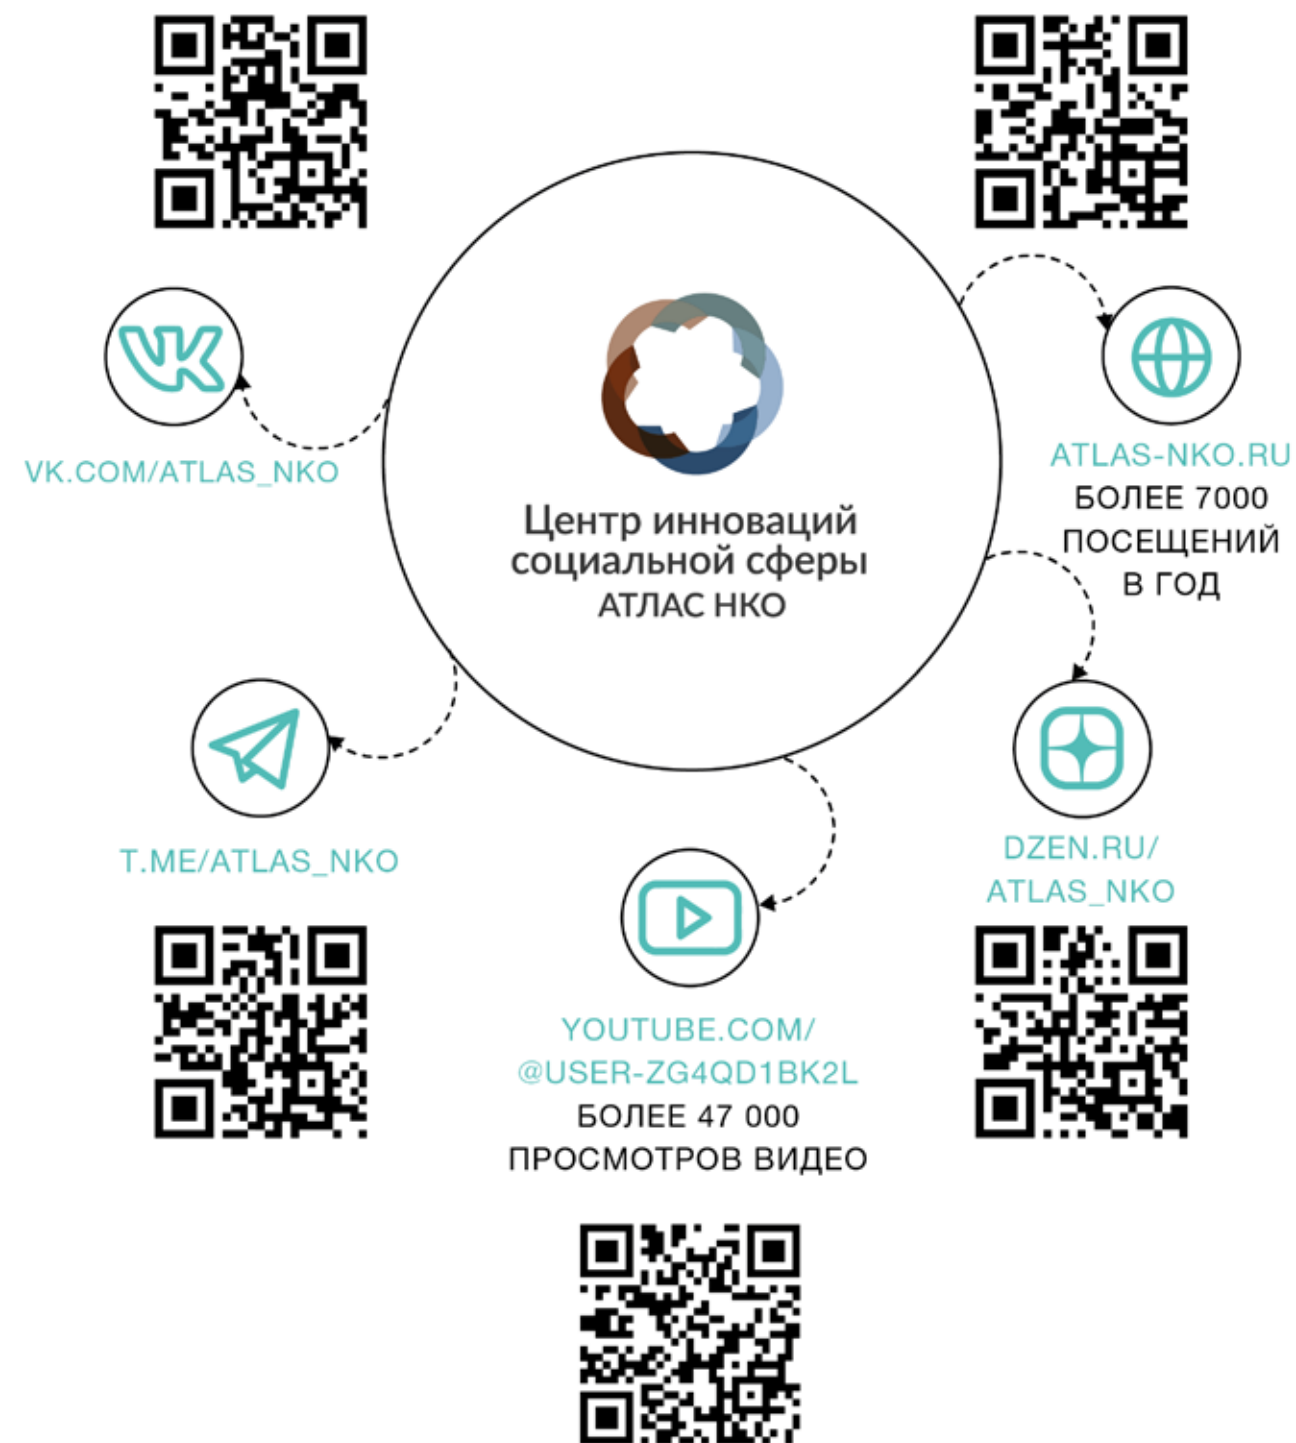 VK.COM/ATLAS_NKO
Центр инноваций
социальной сферы
АТЛАС НКО
ATLAS-NKO.RU
БОЛЕЕ 7000
ПОСЕЩЕНИЙ
В ГОД
T.ME/ATLAS_NKO
DZEN.RU/
ATLAS_NKO
YOUTUBE.COM/
@USER-ZG4QD1BK2L
БОЛЕЕ 47 000
ПРОСМОТРОВ ВИДЕО